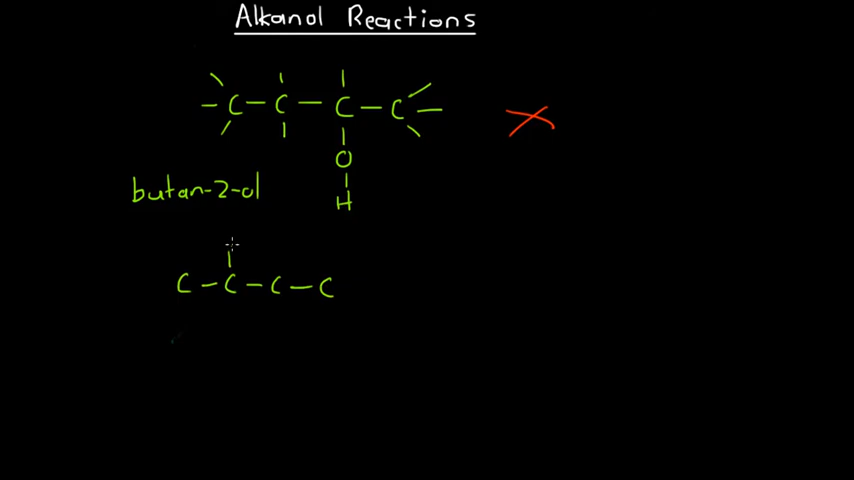 Alkanol Reactions
C - C - C - C
O
butan-2-ol
H
C - C - C - C